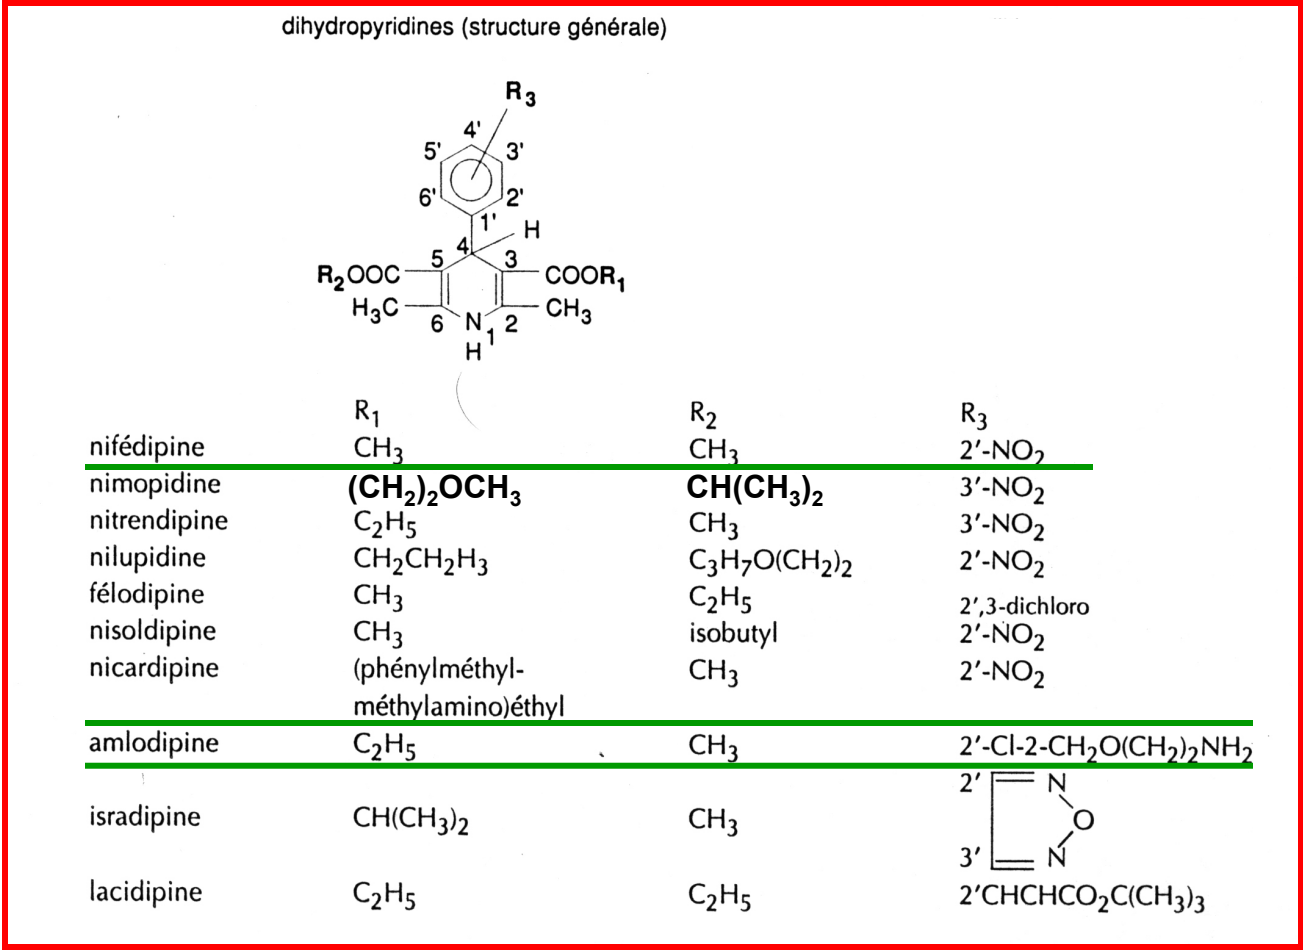 dihydropyridines (structure générale)
R3
4'
5' 3'
6' 2'
1'
4 H
5 3
R2OOC COOR1
H3C CH3
6 N 1 2
H
R1 R2 R3
nifédipine CH3 CH3 2'-NO2
nimopidine (CH2)2OCH3 CH(CH3)2 3'-NO2
nitrendipine C2H5 CH3 3'-NO2
nilupidine CH2CH2H3 C3H7O(CH2)2 2'-NO2
félodipine CH3 C2H5 2',3-dichloro
nisoldipine CH3 isobutyl 2'-NO2
nicardipine (phénylméthyl- CH3 2'-NO2
méthylamino)éthyl
amlodipine C2H5 CH3 2'-Cl-2-CH2O(CH2)2NH2
2' N
isradipine CH(CH3)2 CH3 O
3' N
lacidipine C2H5 C2H5 2'CHCHCO2C(CH3)3